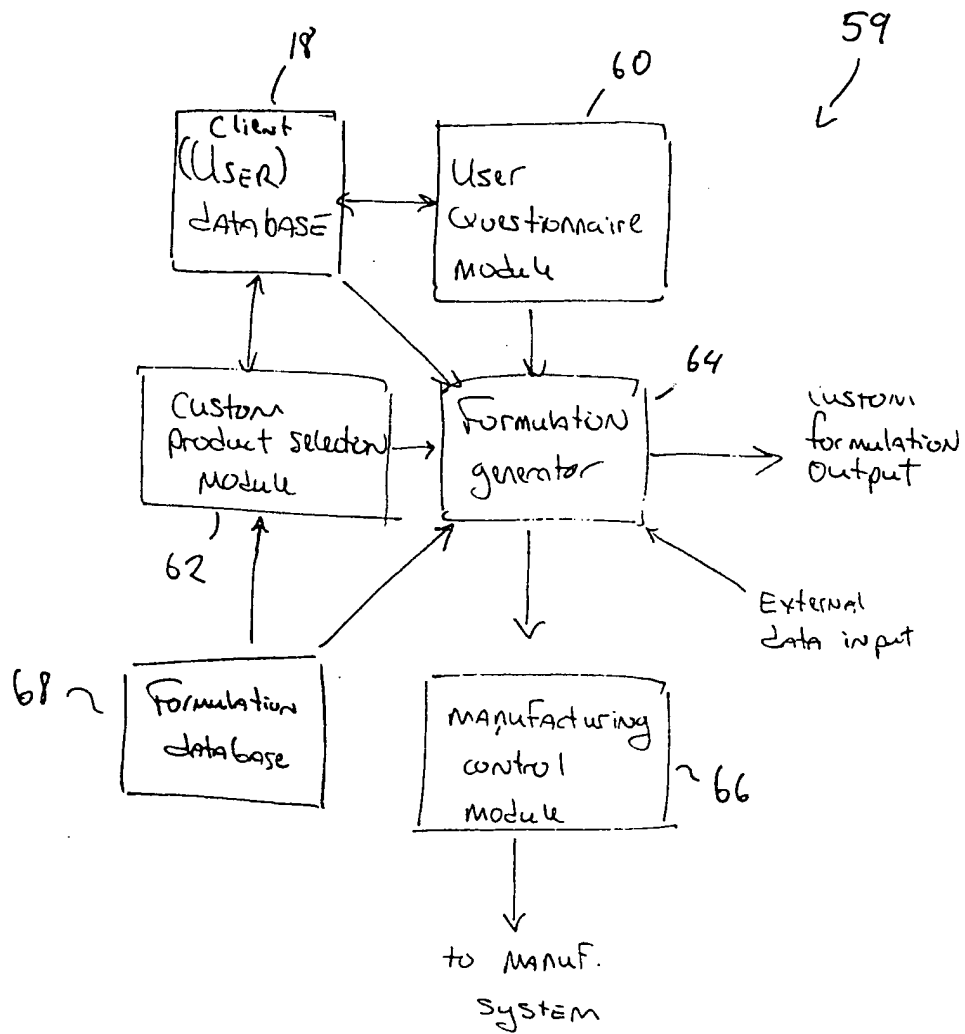 59
18
60
Client
(USER)
database
User
Questionnaire
Module
64
Custom
Product selection
Module
Formulation
generator
custom
formulation
output
62
External
data input
68
Formulation
database
Manufacturing
control
Module
66
to MANUF.
SYSTEM